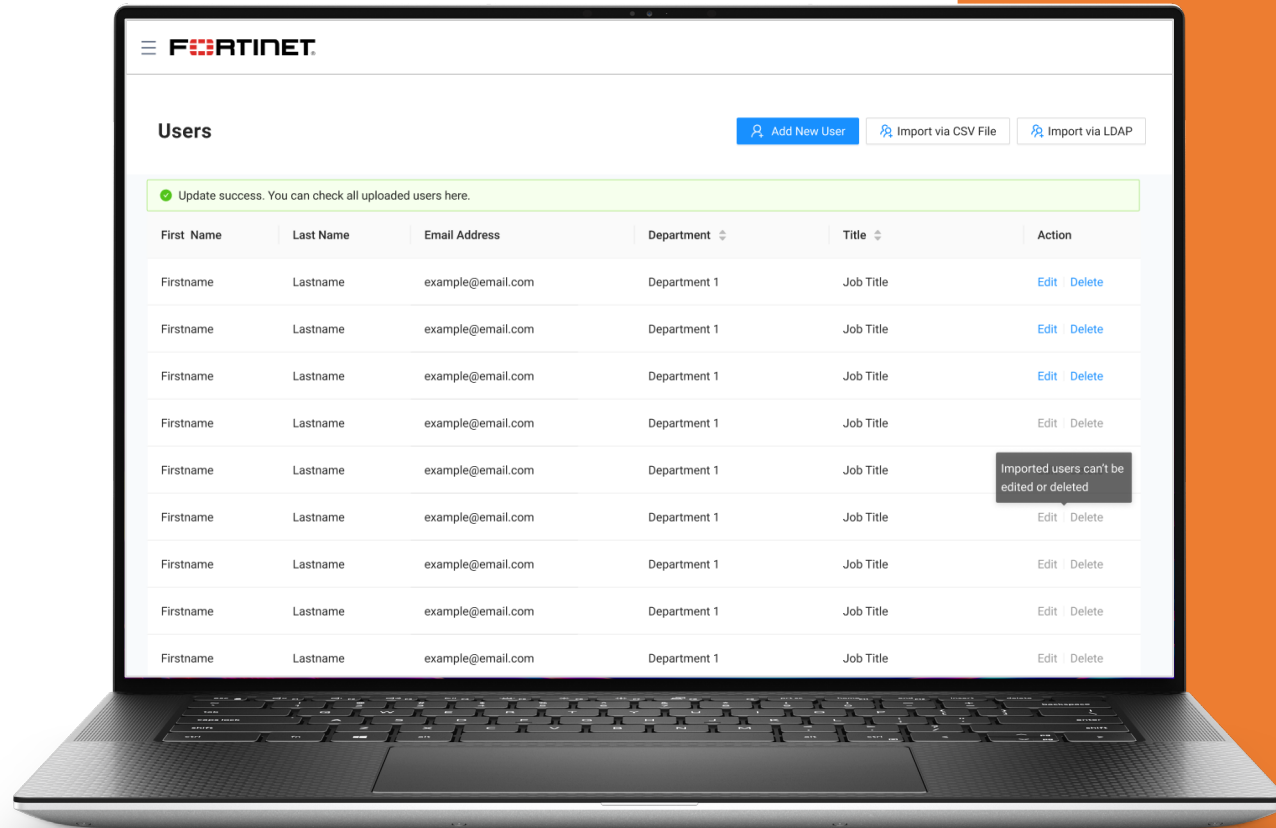 FORTINET
Users
Add New User
Import via CSV File
Import via LDAP
Update success. You can check all uploaded users here.
First Name Last Name Email Address Department Title Action
Firstname Lastname example@email.com Department 1 Job Title Edit Delete
Firstname Lastname example@email.com Department 1 Job Title Edit Delete
Firstname Lastname example@email.com Department 1 Job Title Edit Delete
Firstname Lastname example@email.com Department 1 Job Title Edit Delete
Firstname Lastname example@email.com Department 1 Job Title
Imported users can't be
edited or deleted
Firstname Lastname example@email.com Department 1 Job Title Edit Delete
Firstname Lastname example@email.com Department 1 Job Title Edit Delete
Firstname Lastname example@email.com Department 1 Job Title Edit Delete
Firstname Lastname example@email.com Department 1 Job Title Edit Delete